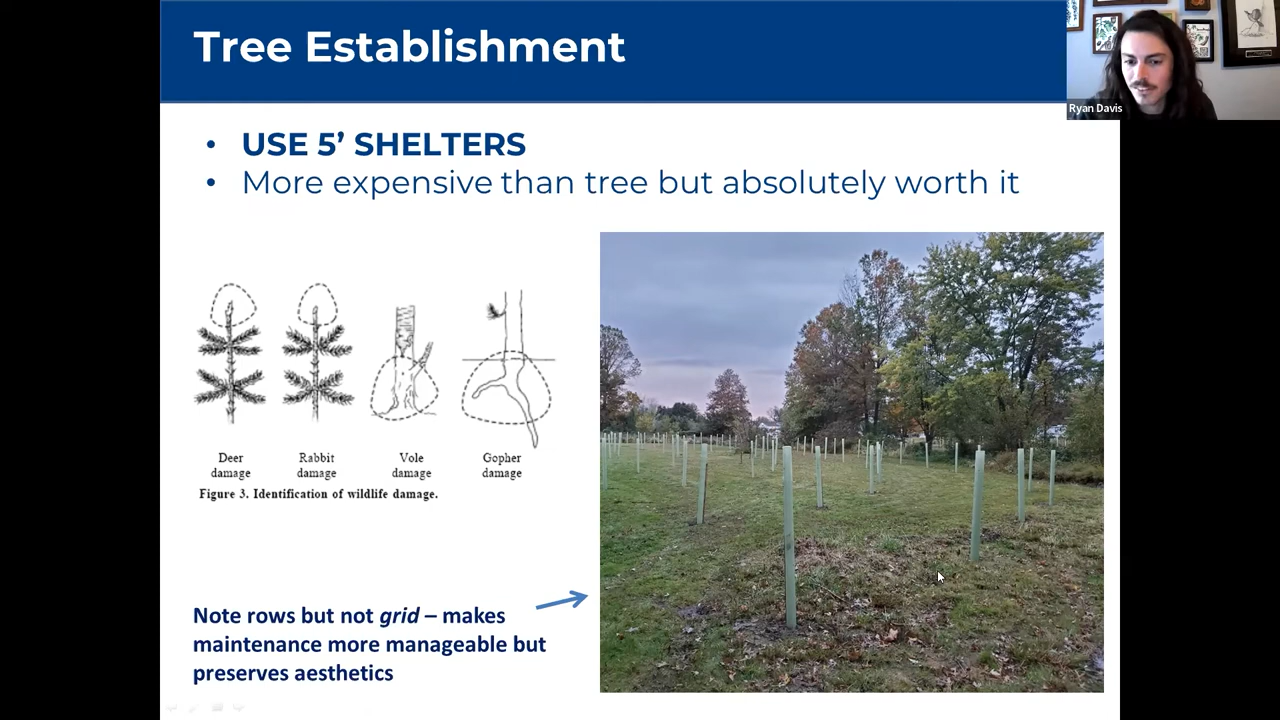 Tree Establishment
Ryan Davis
• USE 5’ SHELTERS
• More expensive than tree but absolutely worth it
Deer damage
Rabbit damage
Vole damage
Gopher damage
Figure 3. Identification of wildlife damage.
Note rows but not grid – makes
maintenance more manageable but
preserves aesthetics